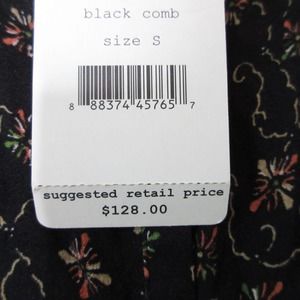 black comb
size S
8 88374 45765 7
suggested retail price
$128.00